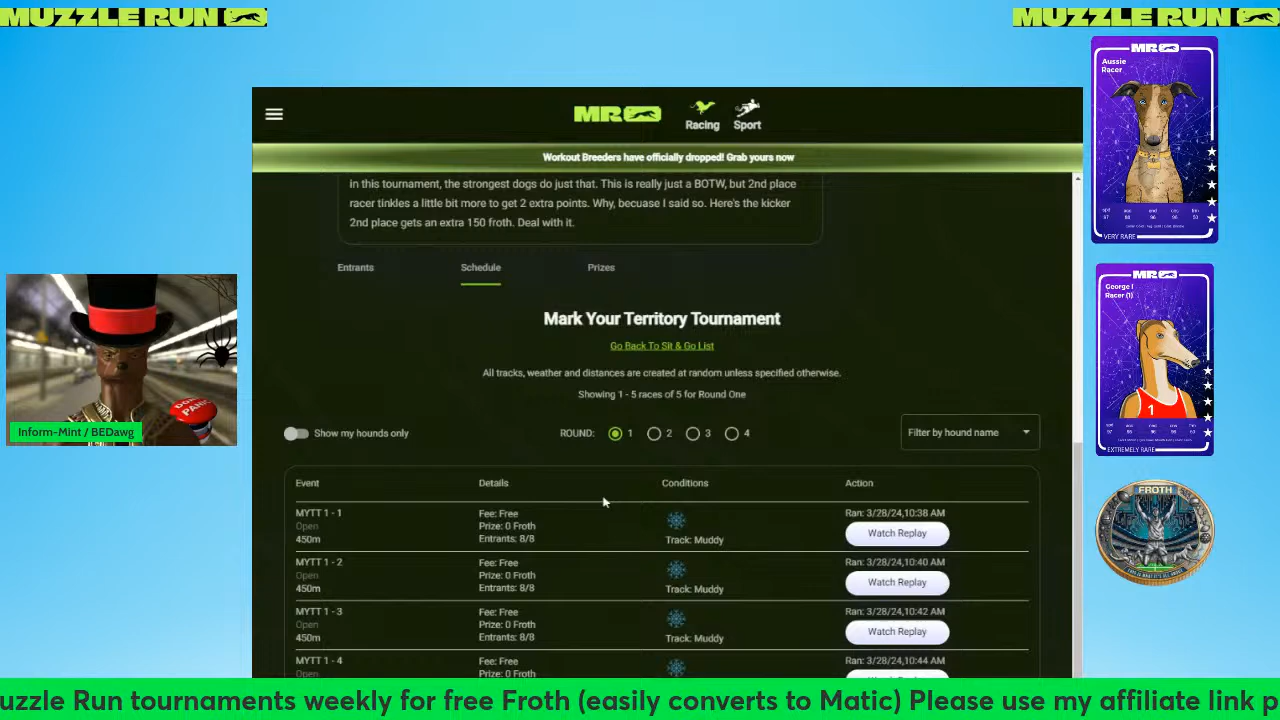 MUZZLE RUN
MUZZLE RUN
MR
Racing
Sport
Workout Breeders have officially dropped! Grab yours now
in this tournament, the strongest dogs do just that. This is really just a BOTW, but 2nd place
racer tinkles a little bit more to get 2 extra points. Why, becuase I said so. Here's the kicker
2nd place gets an extra 150 froth. Deal with it.
Entrants
Schedule
Prizes
Mark Your Territory Tournament
Go Back To Sit & Go List
All tracks, weather and distances are created at random unless specified otherwise.
Showing 1 - 5 races of 5 for Round One
Show my hounds only
ROUND: 1 2 3 4
Filter by hound name
Event Details Conditions Action
MYTT 1 - 1
Open
450m
Fee: Free
Prize: 0 Froth
Entrants: 8/8
Track: Muddy
Ran: 3/28/24,10:38 AM
Watch Replay
MYTT 1 - 2
Open
450m
Fee: Free
Prize: 0 Froth
Entrants: 8/8
Track: Muddy
Ran: 3/28/24,10:40 AM
Watch Replay
MYTT 1 - 3
Open
450m
Fee: Free
Prize: 0 Froth
Entrants: 8/8
Track: Muddy
Ran: 3/28/24,10:42 AM
Watch Replay
MYTT 1 - 4
Fee: Free
Prize: 0 Froth
Ran: 3/28/24,10:44 AM
MR
Aussie
Racer
VERY RARE
MR
George I
Racer (1)
1
EXTREMELY RARE
FROTH
DON'T
PANIC
Inform-Mint / BEDawg
uzzle Run tournaments weekly for free Froth (easily converts to Matic) Please use my affiliate link p